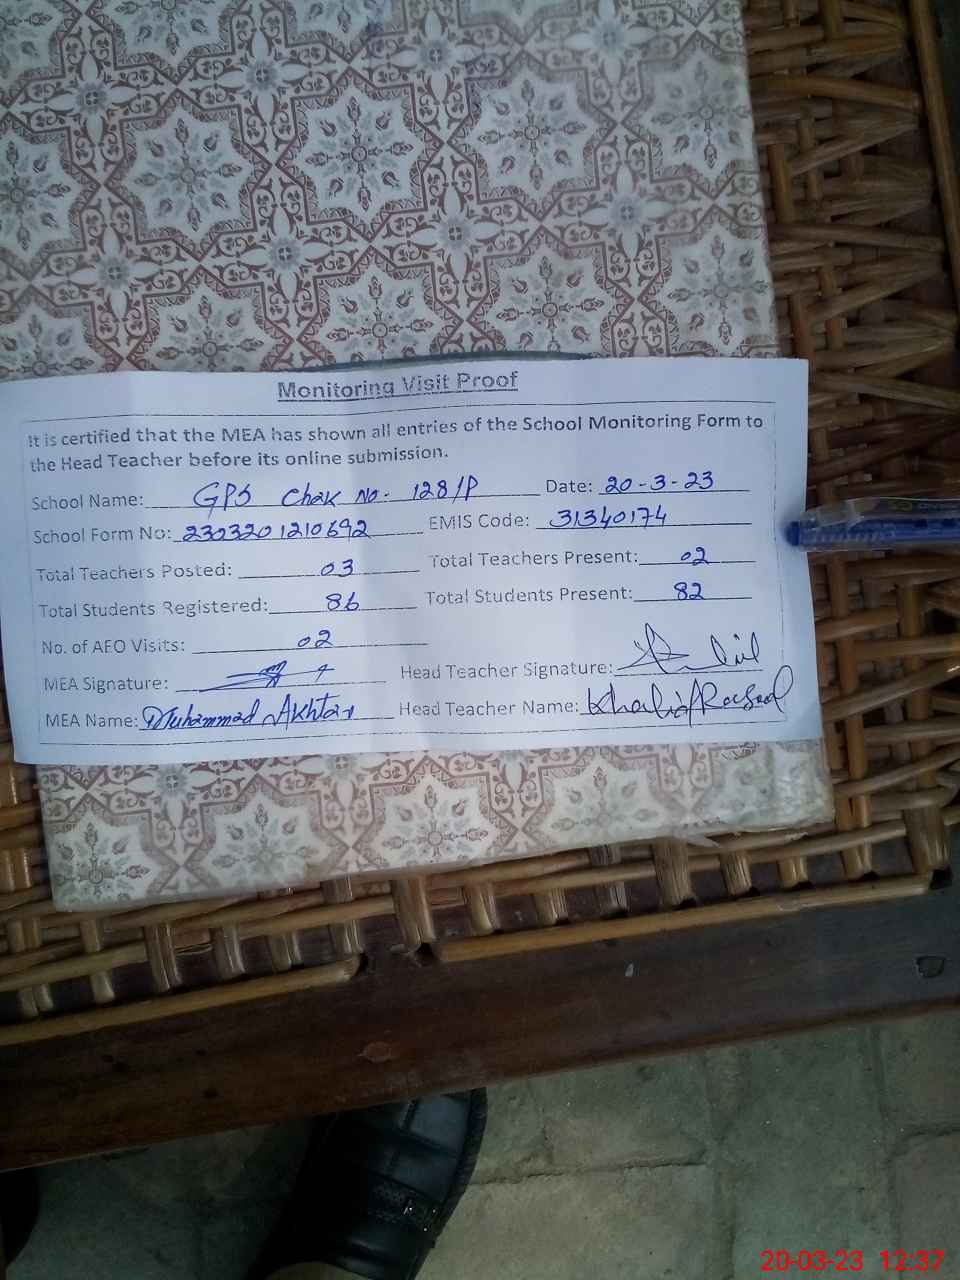 Monitoring Visit Proof
It is certified that the MEA has shown all entries of the School Monitoring Form to
the Head Teacher before its online submission.
School Name: GPS Chak No. 128/P Date: 20-3-23
School Form No: 2303201210692 EMIS Code: 31340174
Total Teachers Posted: 03 Total Teachers Present: 02
Total Students Registered: 86 Total Students Present: 82
No. of AEO Visits: 02
MEA Signature: Head Teacher Signature:
MEA Name: Muhammad Akhtar Head Teacher Name: Khalid Rasool
20-03-23 12:37